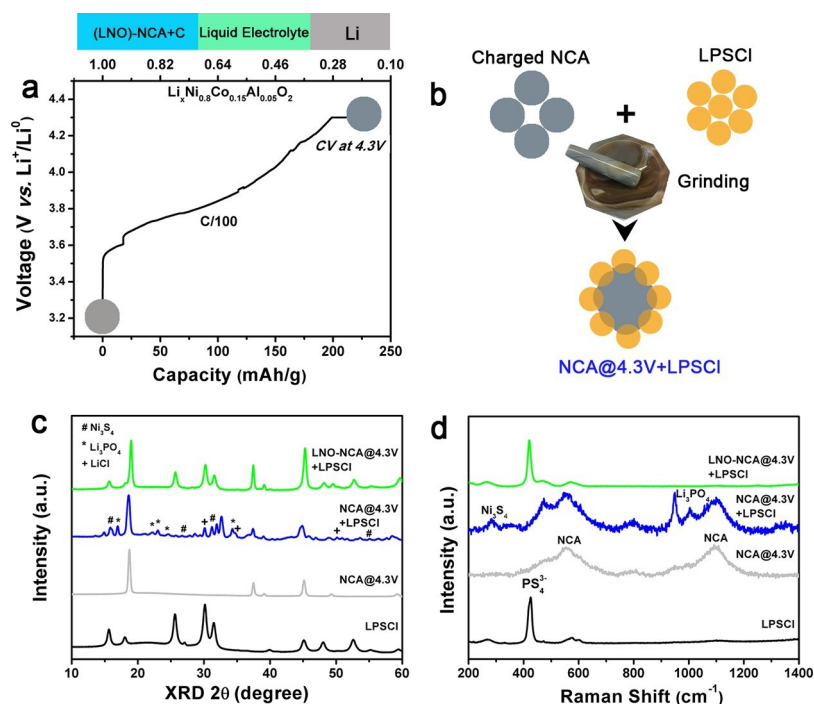 (LNO)-NCA+C Liquid Electrolyte Li
1.00 0.82 0.64 0.46 0.28 0.10
a
LixNi0.8Co0.15Al0.05O2
4.4
4.2
4.0
3.8
3.6
3.4
3.2
Voltage (V vs. Li+/Li0)
CV at 4.3V
C/100
0 50 100 150 200 250
Capacity (mAh/g)
b
Charged NCA
LPSCl
+
Grinding
NCA@4.3V+LPSCl
c
# Ni3S4
* Li3PO4
+ LiCl
LNO-NCA@4.3V
+LPSCl
NCA@4.3V
+LPSCl
# * * * * # + # * + + #
NCA@4.3V
LPSCl
Intensity (a.u.)
10 20 30 40 50 60
XRD 2θ (degree)
d
LNO-NCA@4.3V
+LPSCl
Ni3S4
Li3PO4
NCA@4.3V
+LPSCl
NCA
NCA
NCA@4.3V
PS43-
LPSCl
Intensity (a.u.)
200 400 600 800 1000 1200 1400
Raman Shift (cm-1)